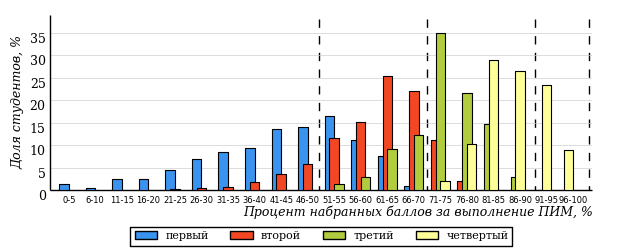 Доля студентов, %
35
30
25
20
15
10
5
0
0-5 6-10 11-15 16-20 21-25 26-30 31-35 36-40 41-45 46-50 51-55 56-60 61-65 66-70 71-75 76-80 81-85 86-90 91-95 96-100
Процент набранных баллов за выполнение ПИМ, %
первый второй третий четвертый